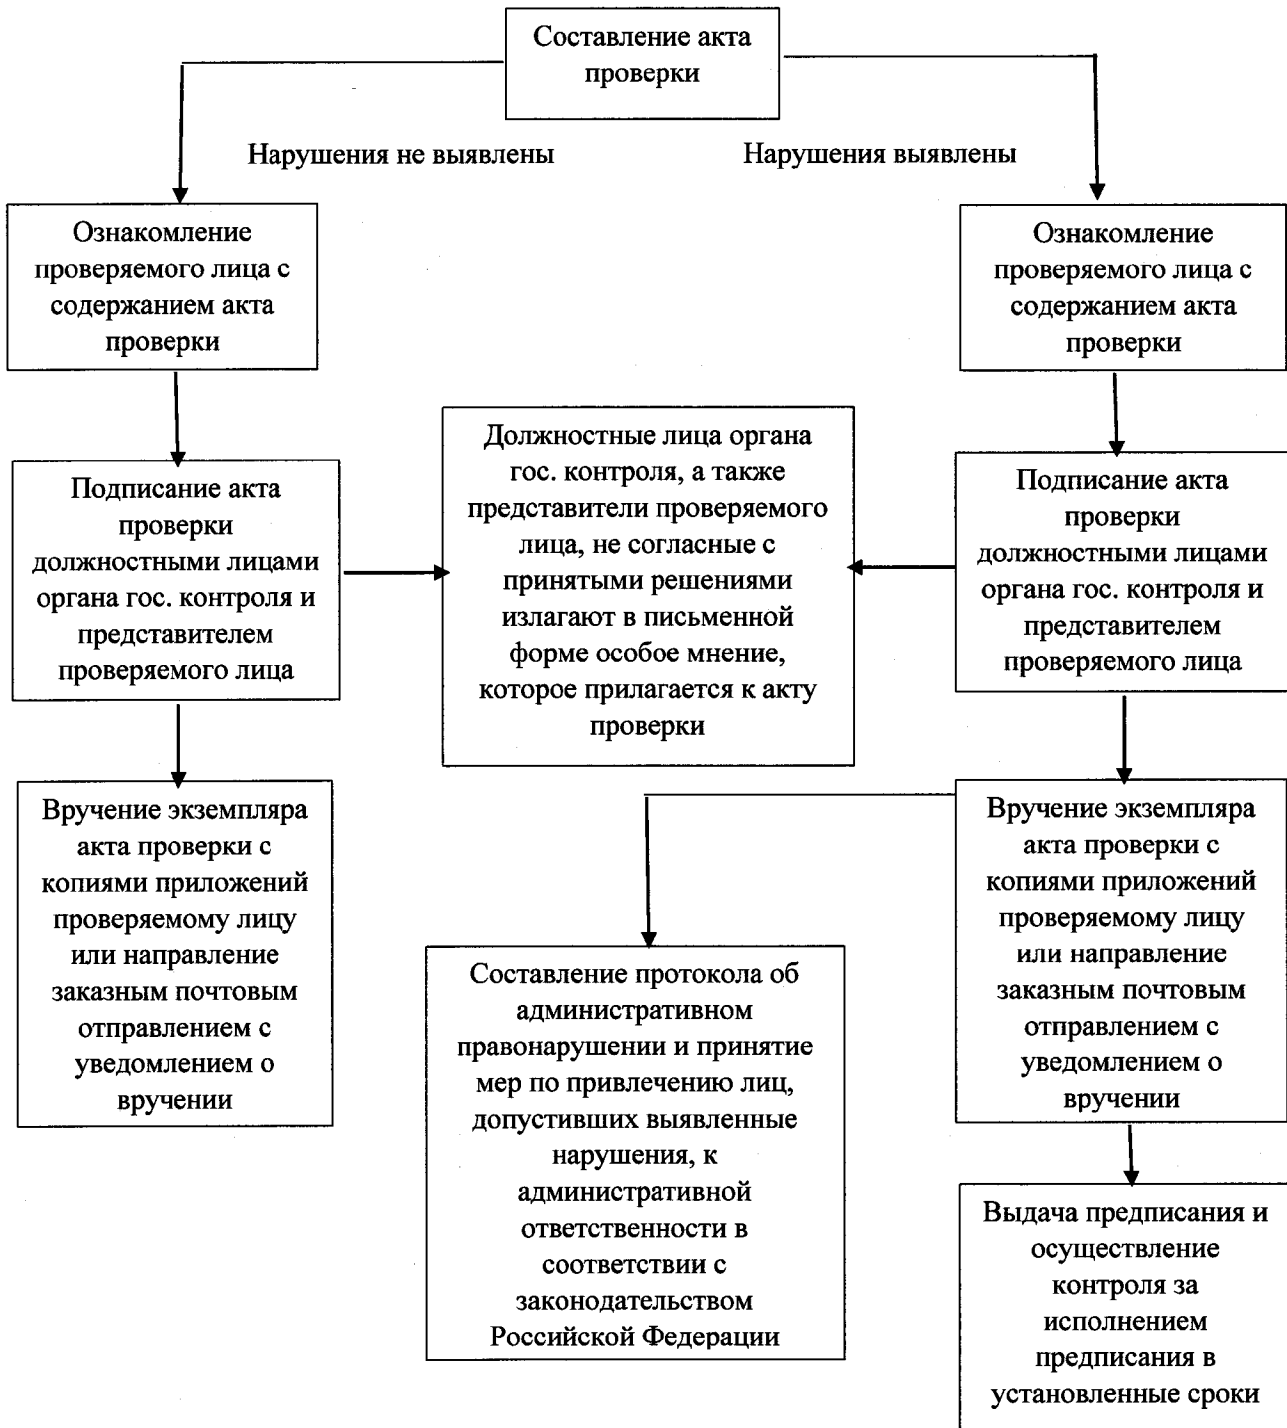 Составление акта
проверки
Нарушения не выявлены
Нарушения выявлены
Ознакомление
проверяемого лица с
содержанием акта
проверки
Ознакомление
проверяемого лица с
содержанием акта
проверки
Подписание акта
проверки
должностными лицами
органа гос. контроля и
представителем
проверяемого лица
Должностные лица органа
гос. контроля, а также
представители проверяемого
лица, не согласные с
принятыми решениями
излагают в письменной
форме особое мнение,
которое прилагается к акту
проверки
Подписание акта
проверки
должностными лицами
органа гос. контроля и
представителем
проверяемого лица
Вручение экземпляра
акта проверки с
копиями приложений
проверяемому лицу
или направление
заказным почтовым
отправлением с
уведомлением о
вручении
Вручение экземпляра
акта проверки с
копиями приложений
проверяемому лицу
или направление
заказным почтовым
отправлением с
уведомлением о
вручении
Составление протокола об
административном
правонарушении и принятие
мер по привлечению лиц,
допустивших выявленные
нарушения, к
административной
ответственности в
соответствии с
законодательством
Российской Федерации
Выдача предписания и
осуществление
контроля за
исполнением
предписания в
установленные сроки